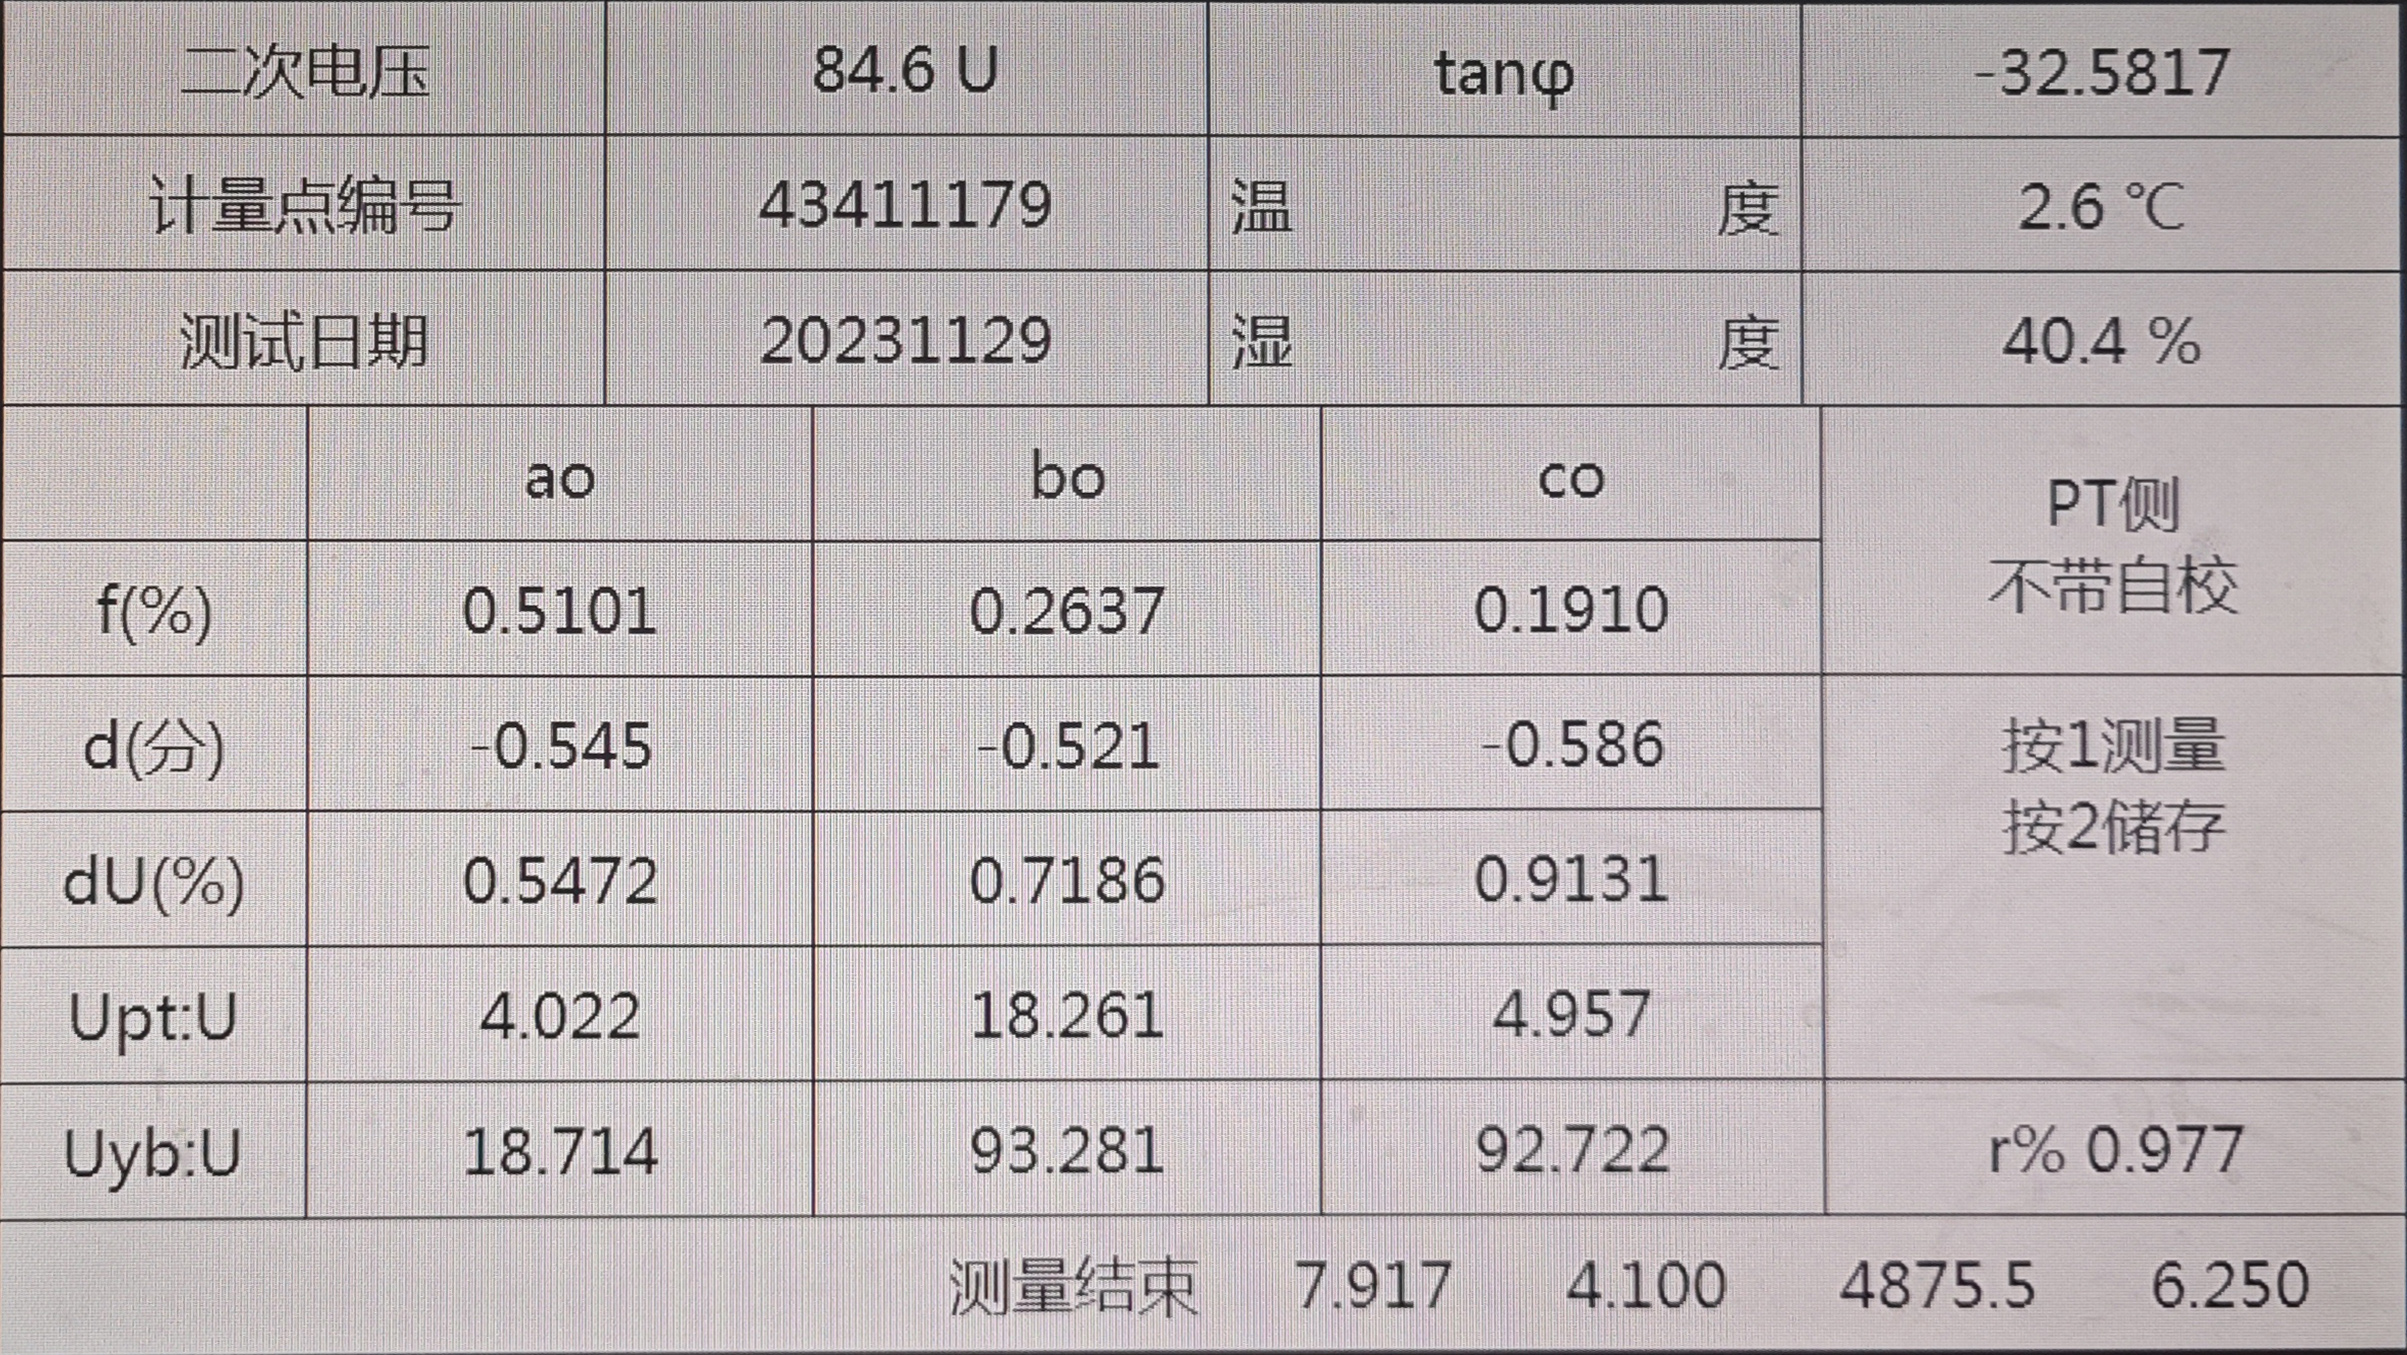 二次电压 84.6 U tanφ -32.5817
计量点编号 43411179 温 度 2.6 ℃
测试日期 20231129 湿 度 40.4 %
ao bo co
PT侧
不带自校
f(%) 0.5101 0.2637 0.1910
d(分) -0.545 -0.521 -0.586
按1测量
按2储存
dU(%) 0.5472 0.7186 0.9131
Upt:U 4.022 18.261 4.957
Uyb:U 18.714 93.281 92.722 r% 0.977
测量结束 7.917 4.100 4875.5 6.250